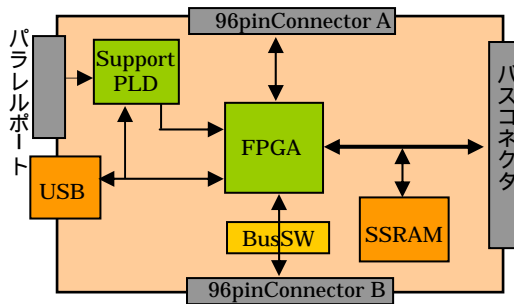 96pinConnector A
パラレルポート
Support
PLD
FPGA
バスコネクタ
USB
BusSW
SSRAM
96pinConnector B